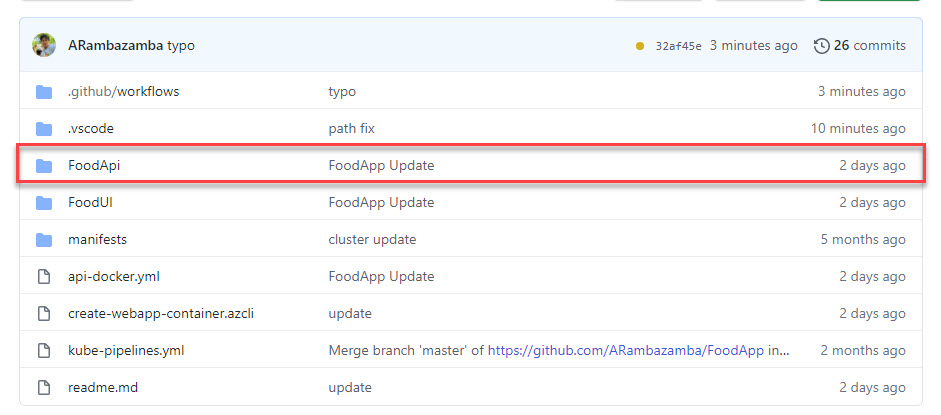 ARambazamba typo 32af45e 3 minutes ago 26 commits
.github/workflows typo 3 minutes ago
.vscode path fix 10 minutes ago
FoodApi FoodApp Update 2 days ago
FoodUI FoodApp Update 2 days ago
manifests cluster update 5 months ago
api-docker.yml FoodApp Update 2 days ago
create-webapp-container.azcli update 2 days ago
kube-pipelines.yml Merge branch 'master' of https://github.com/ARambazamba/FoodApp in... 2 months ago
readme.md update 2 days ago